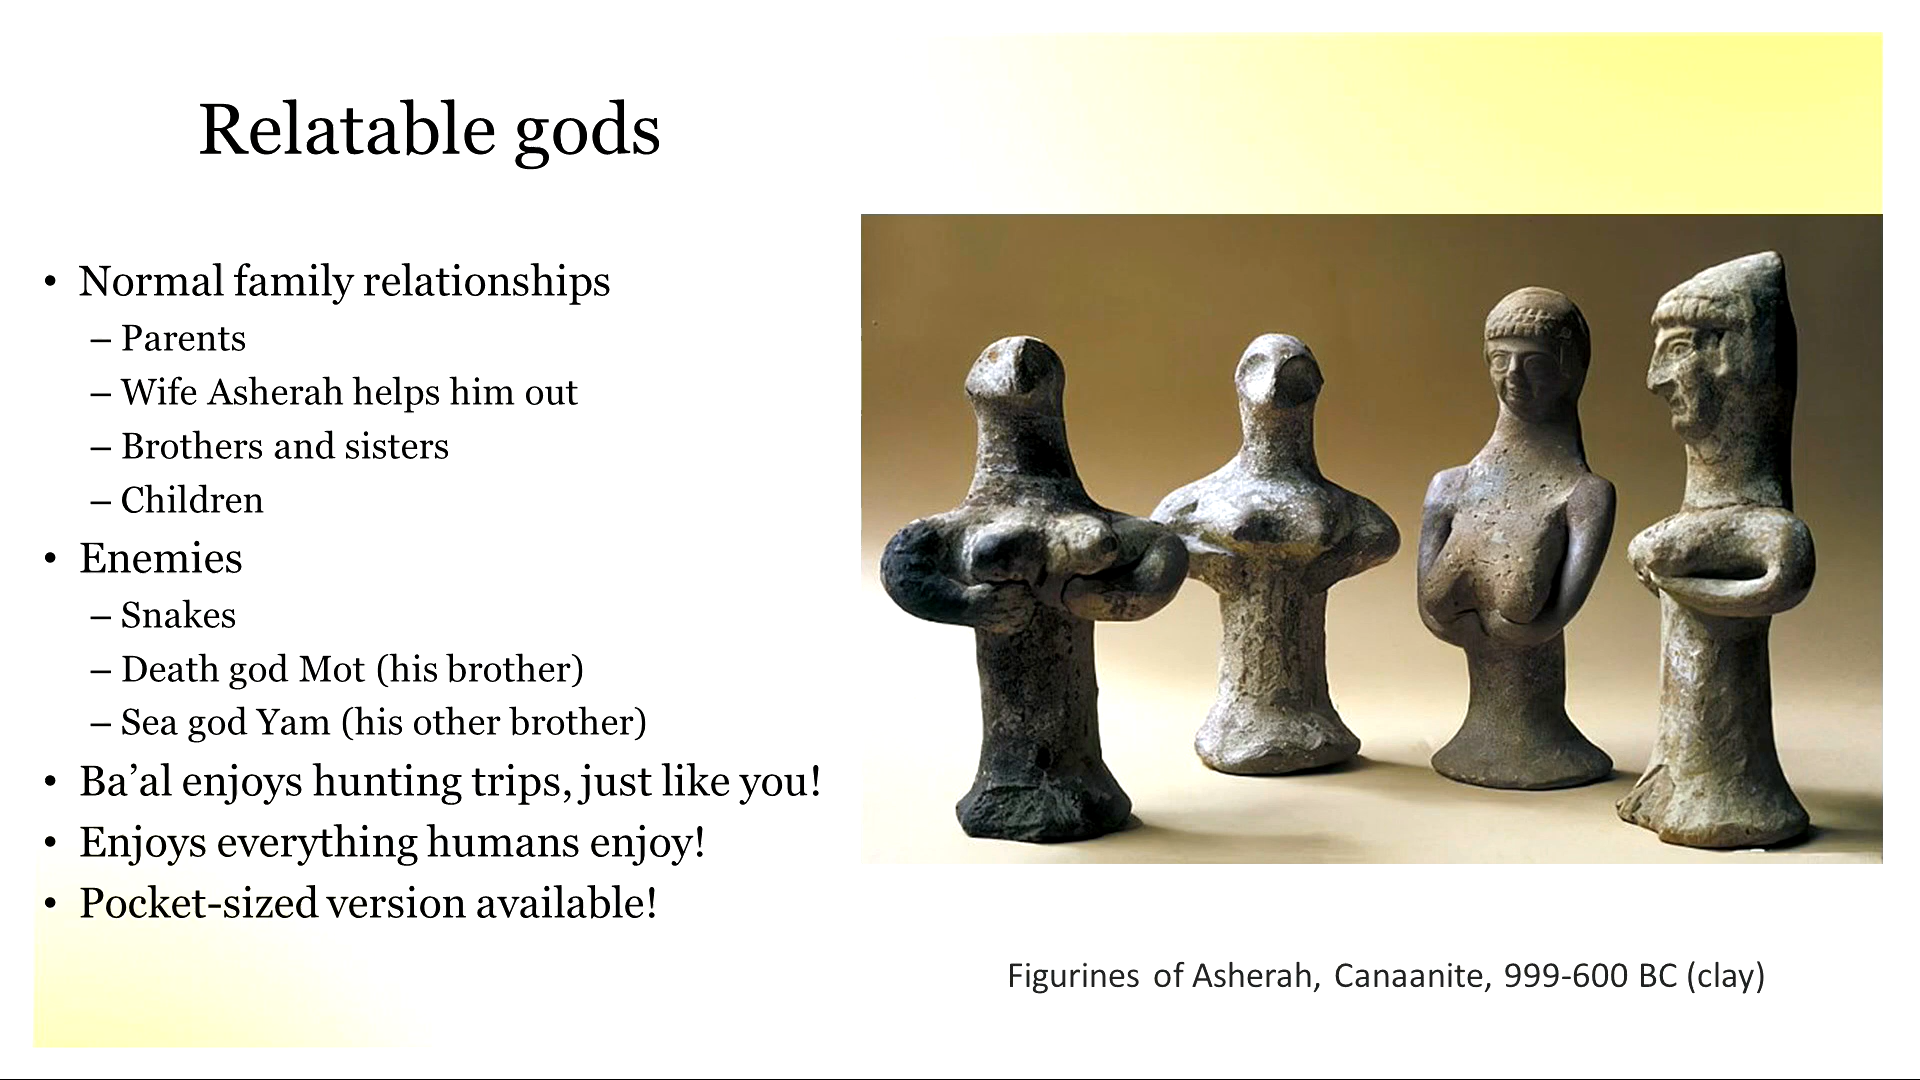 Relatable gods
• Normal family relationships
– Parents
– Wife Asherah helps him out
– Brothers and sisters
– Children
• Enemies
– Snakes
– Death god Mot (his brother)
– Sea god Yam (his other brother)
• Ba’al enjoys hunting trips, just like you!
• Enjoys everything humans enjoy!
• Pocket-sized version available!
Figurines of Asherah, Canaanite, 999-600 BC (clay)